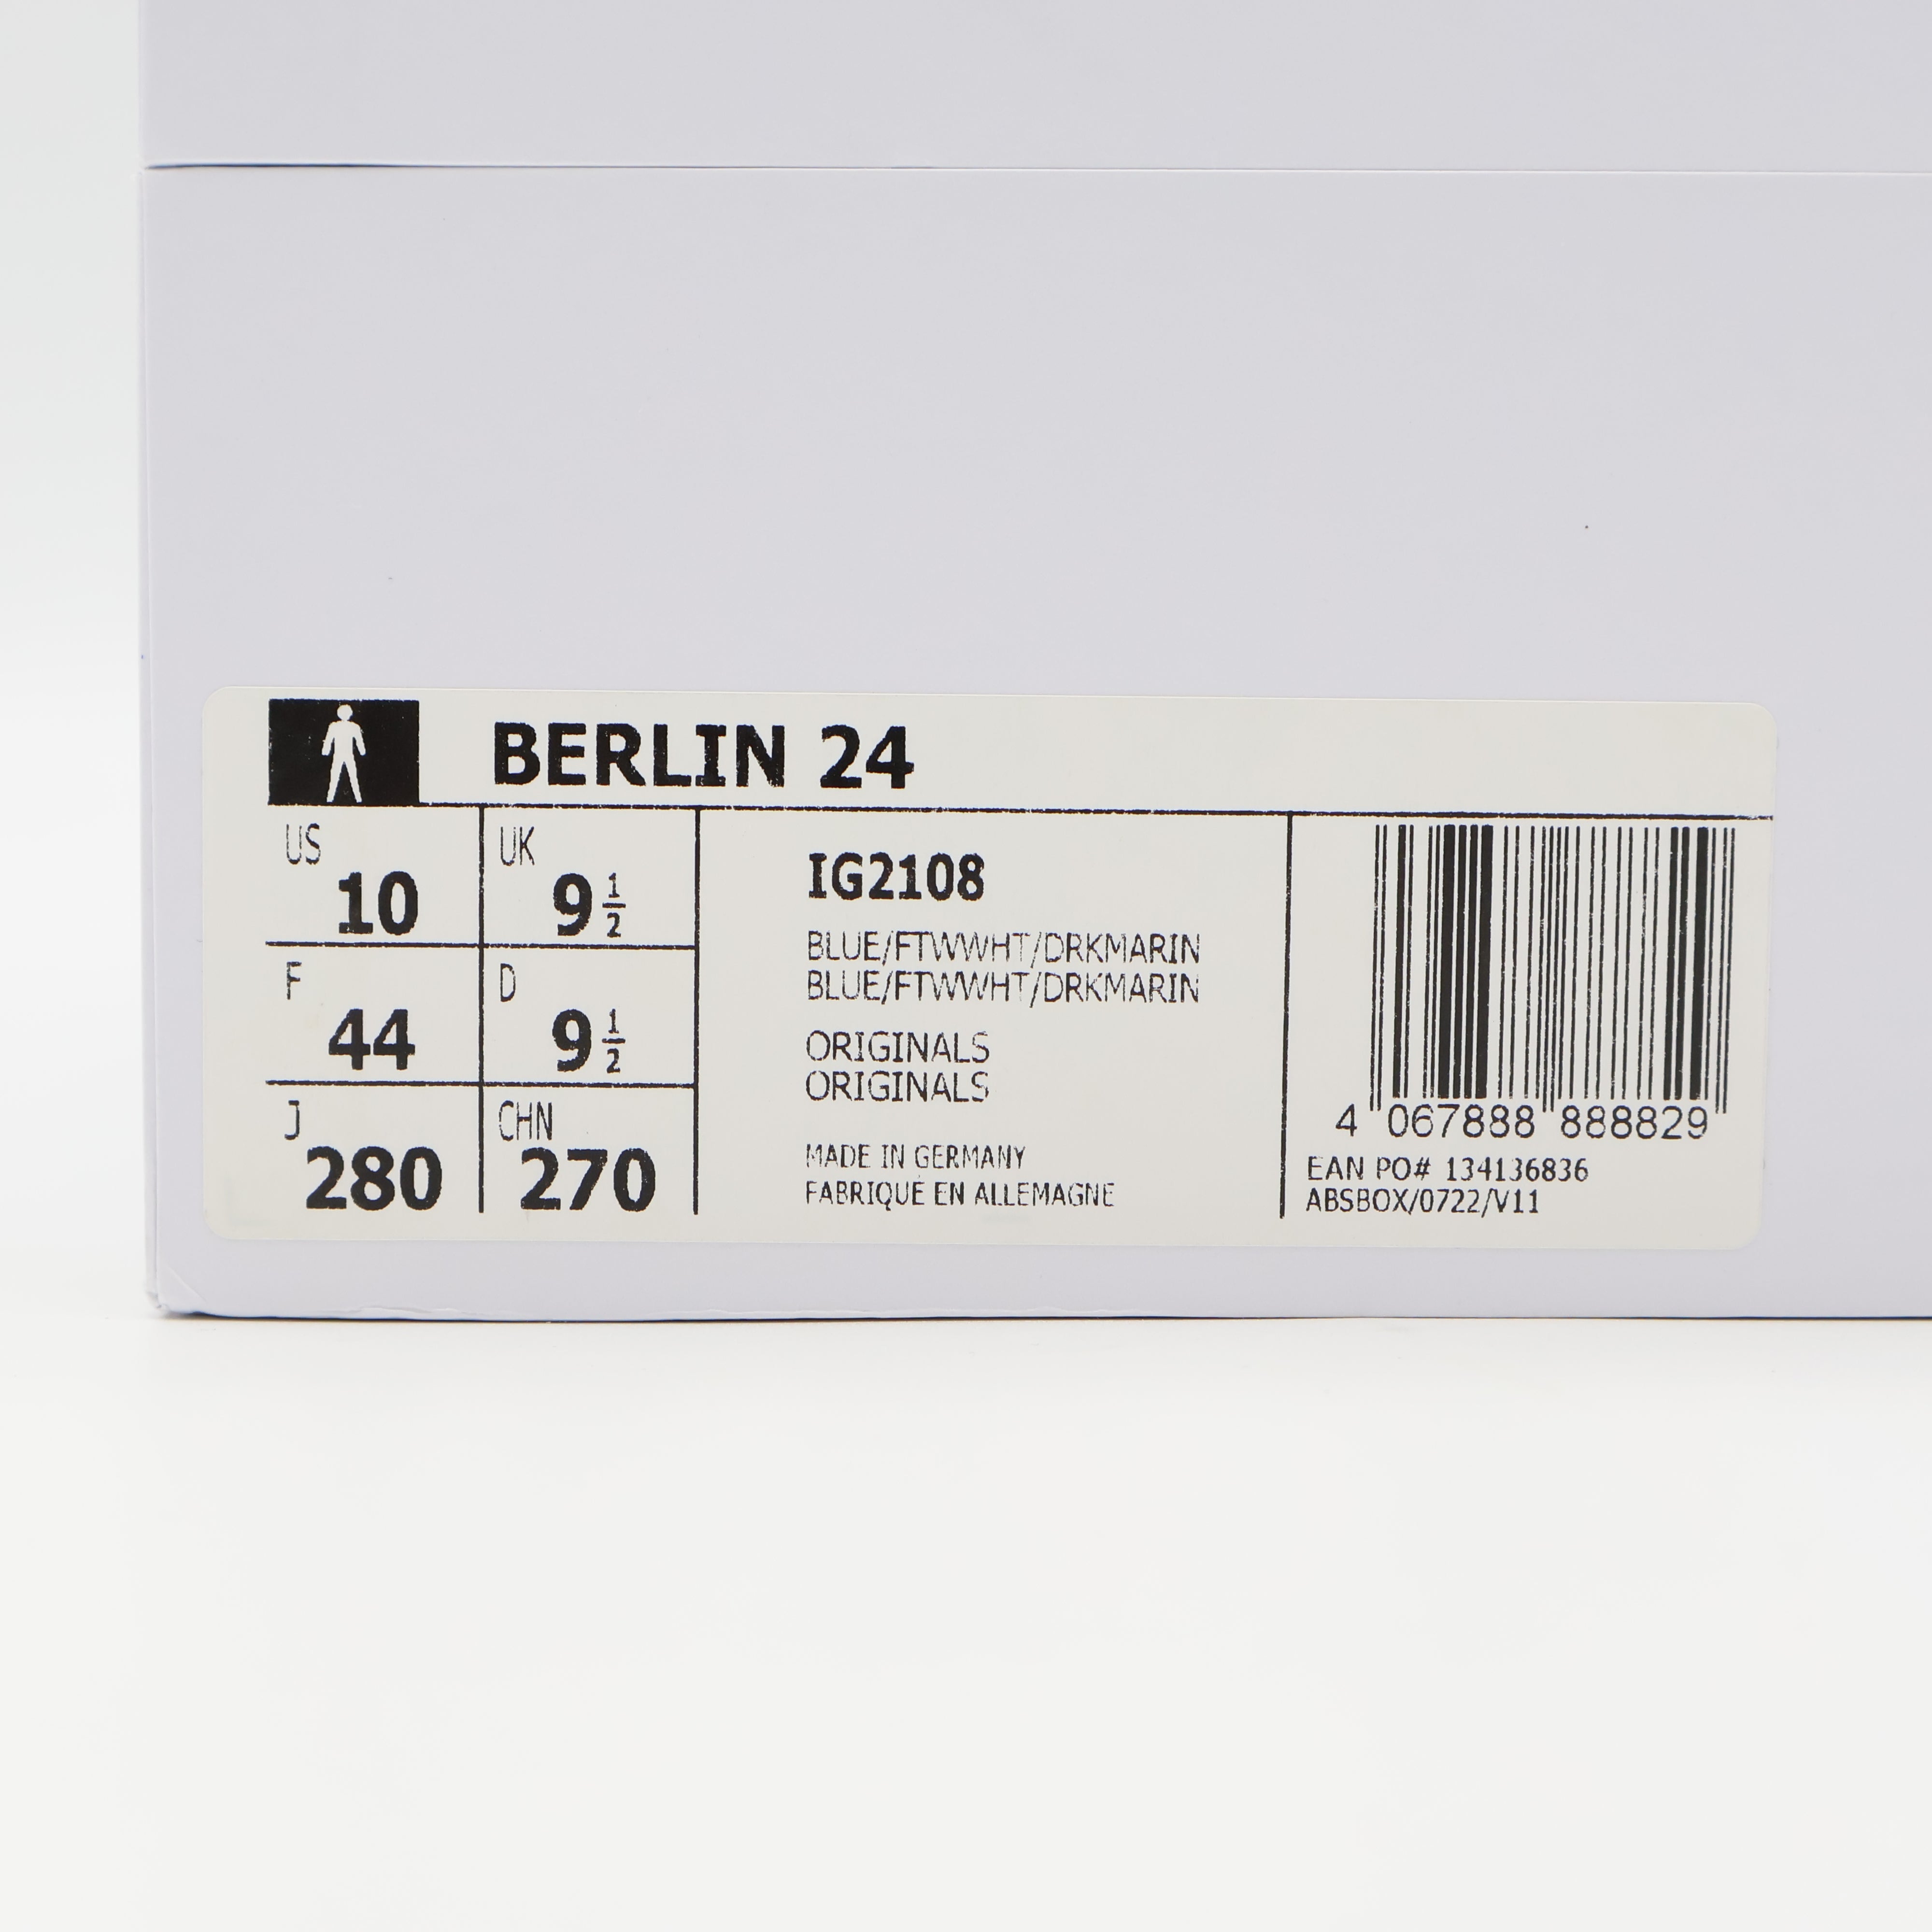 BERLIN 24
US 10 UK 9 1/2
F 44 D 9 1/2
J 280 CHN 270
IG2108
BLUE/FTWWHT/DRKMARIN
BLUE/FTWWHT/DRKMARIN
ORIGINALS
ORIGINALS
MADE IN GERMANY
FABRIQUÉ EN ALLEMAGNE
4 067888 888829
EAN PO# 134136836
ABSBOX/0722/V11